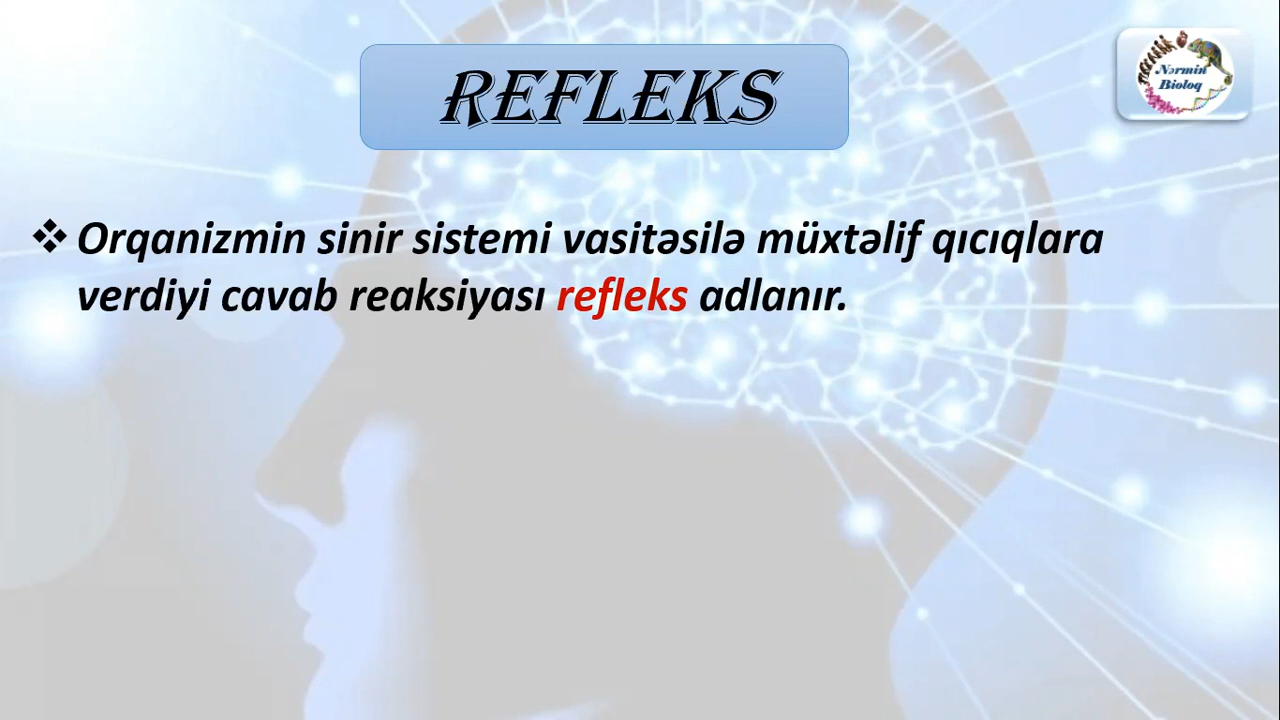 REFLEKS
Nərmin
Bioloq
❖ Orqanizmin sinir sistemi vasitəsilə müxtəlif qıcıqlara
verdiyi cavab reaksiyası refleks adlanır.